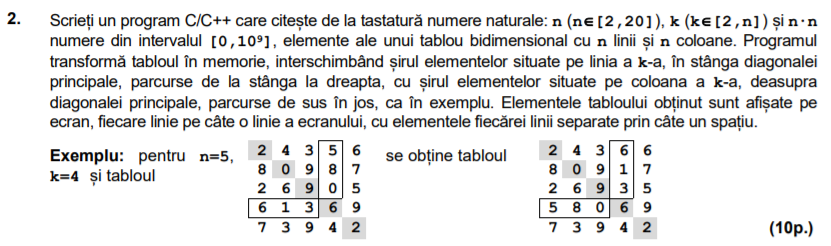 2. Scrieți un program C/C++ care citește de la tastatură numere naturale: n (n∈[2,20]), k (k∈[2,n]) și n·n
numere din intervalul [0,10⁹], elemente ale unui tablou bidimensional cu n linii și n coloane. Programul
transformă tabloul în memorie, interschimbând șirul elementelor situate pe linia a k-a, în stânga diagonalei
principale, parcurse de la stânga la dreapta, cu șirul elementelor situate pe coloana a k-a, deasupra
diagonalei principale, parcurse de sus în jos, ca în exemplu. Elementele tabloului obținut sunt afișate pe
ecran, fiecare linie pe câte o linie a ecranului, cu elementele fiecărei linii separate prin câte un spațiu.
Exemplu: pentru n=5,
k=4 și tabloul
2 4 3 5 6
8 0 9 8 7
2 6 9 0 5
6 1 3 6 9
7 3 9 4 2
se obține tabloul
2 4 3 6 6
8 0 9 1 7
2 6 9 3 5
5 8 0 6 9
7 3 9 4 2
(10p.)